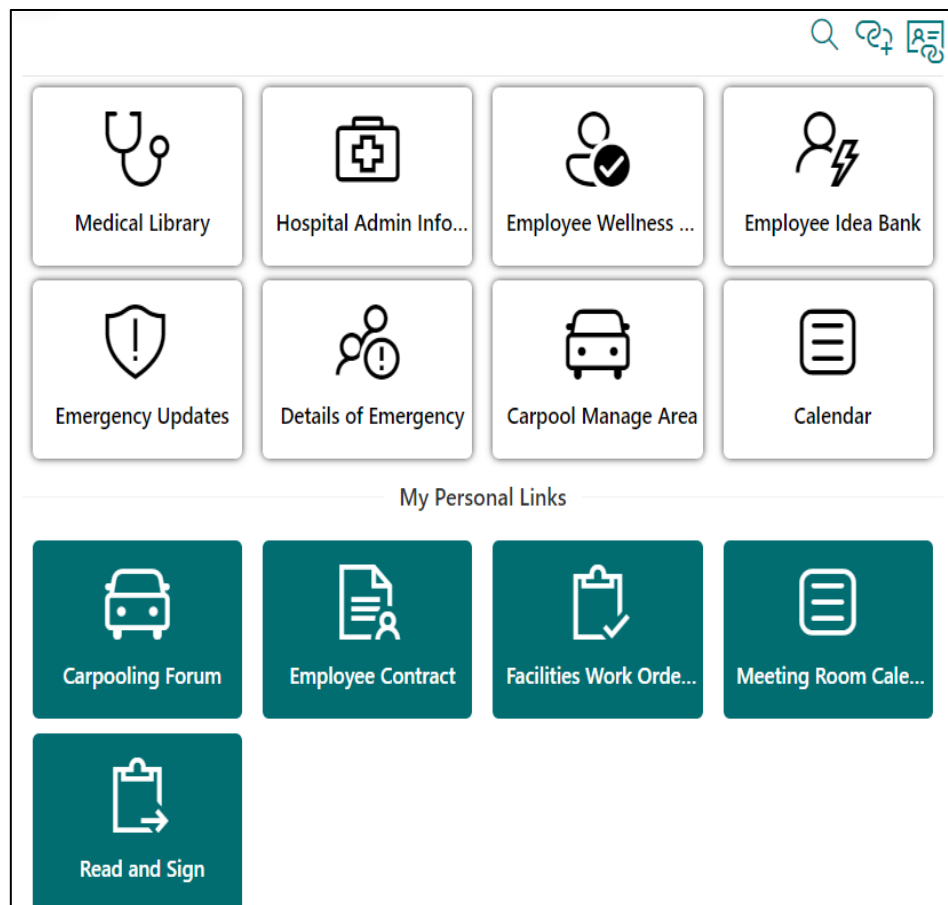 Medical Library
Hospital Admin Info...
Employee Wellness ...
Employee Idea Bank
Emergency Updates
Details of Emergency
Carpool Manage Area
Calendar
My Personal Links
Carpooling Forum
Employee Contract
Facilities Work Orde...
Meeting Room Cale...
Read and Sign